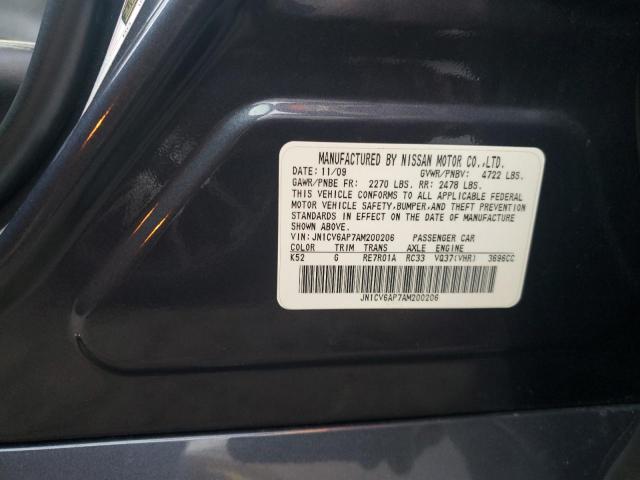 MANUFACTURED BY NISSAN MOTOR CO.,LTD.
DATE: 11/09 GVWR/PNBV: 4722 LBS.
GAWR/PNBE FR: 2270 LBS. RR: 2478 LBS.
THIS VEHICLE CONFORMS TO ALL APPLICABLE FEDERAL
MOTOR VEHICLE SAFETY,BUMPER,AND THEFT PREVENTION
STANDARDS IN EFFECT ON THE DATE OF MANUFACTURE
SHOWN ABOVE.
VIN: JN1CV6AP7AM200206 PASSENGER CAR
COLOR TRIM TRANS AXLE ENGINE
K52 G RE7R01A RC33 VQ37(VHR) 3696CC
JN1CV6AP7AM200206